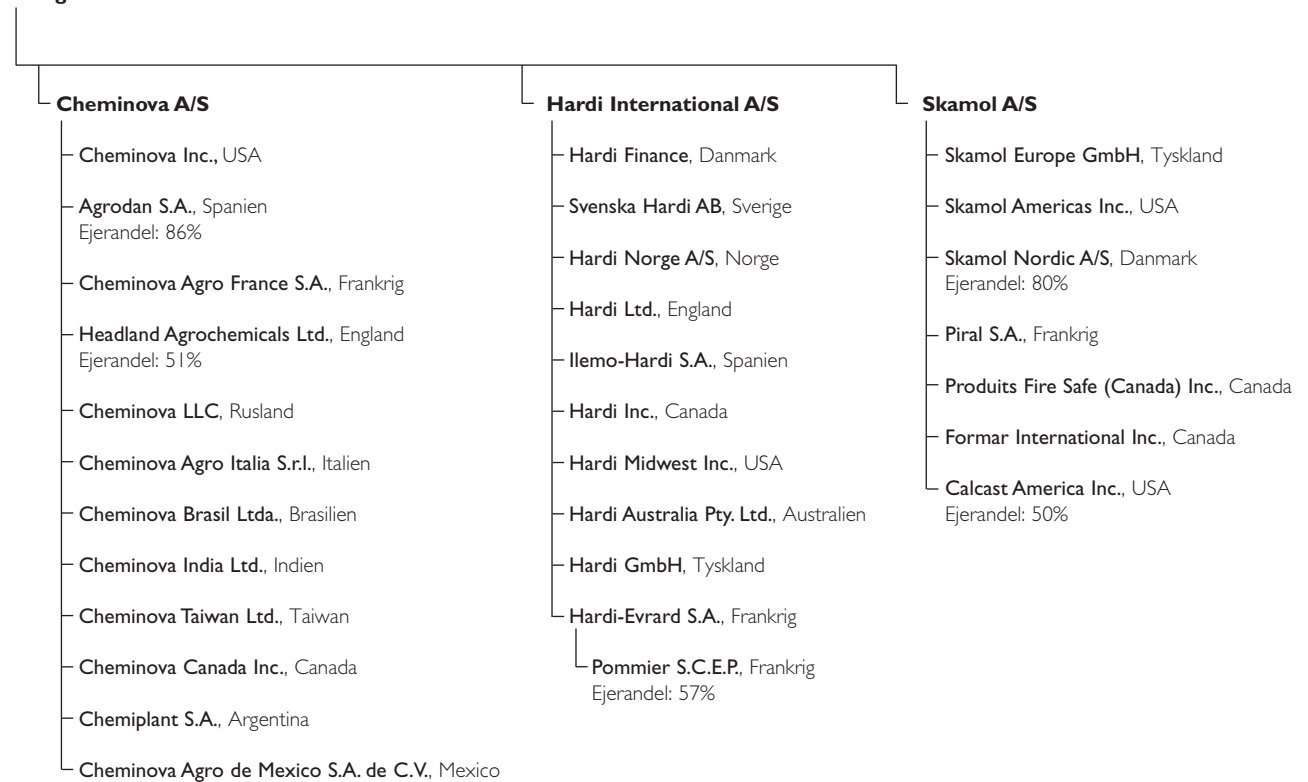 Cheminova A/S
Cheminova Inc., USA
Agrodan S.A., Spanien
Ejerandel: 86%
Cheminova Agro France S.A., Frankrig
Headland Agrochemicals Ltd., England
Ejerandel: 51%
Cheminova LLC, Rusland
Cheminova Agro Italia S.r.l., Italien
Cheminova Brasil Ltda., Brasilien
Cheminova India Ltd., Indien
Cheminova Taiwan Ltd., Taiwan
Cheminova Canada Inc., Canada
Chemiplant S.A., Argentina
Cheminova Agro de Mexico S.A. de C.V., Mexico
Hardi International A/S
Hardi Finance, Danmark
Svenska Hardi AB, Sverige
Hardi Norge A/S, Norge
Hardi Ltd., England
Ilemo-Hardi S.A., Spanien
Hardi Inc., Canada
Hardi Midwest Inc., USA
Hardi Australia Pty. Ltd., Australien
Hardi GmbH, Tyskland
Hardi-Evrard S.A., Frankrig
Pommier S.C.E.P., Frankrig
Ejerandel: 57%
Skamol A/S
Skamol Europe GmbH, Tyskland
Skamol Americas Inc., USA
Skamol Nordic A/S, Danmark
Ejerandel: 80%
Piral S.A., Frankrig
Produits Fire Safe (Canada) Inc., Canada
Formar International Inc., Canada
Calcast America Inc., USA
Ejerandel: 50%